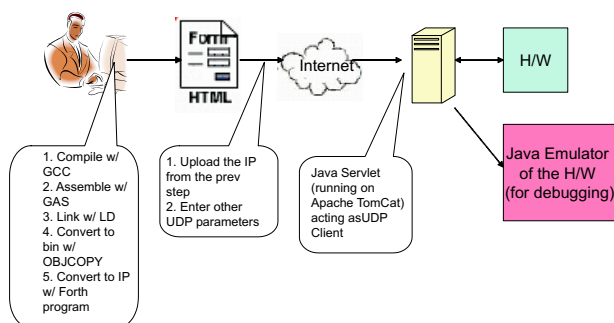 Form
HTML
Internet
H/W
Java Emulator
of the H/W
(for debugging)
1. Compile w/
GCC
2. Assemble w/
GAS
3. Link w/ LD
4. Convert to
bin w/
OBJCOPY
5. Convert to IP
w/ Forth
program
1. Upload the IP
from the prev
step
2. Enter other
UDP parameters
Java Servlet
(running on
Apache TomCat)
acting asUDP
Client